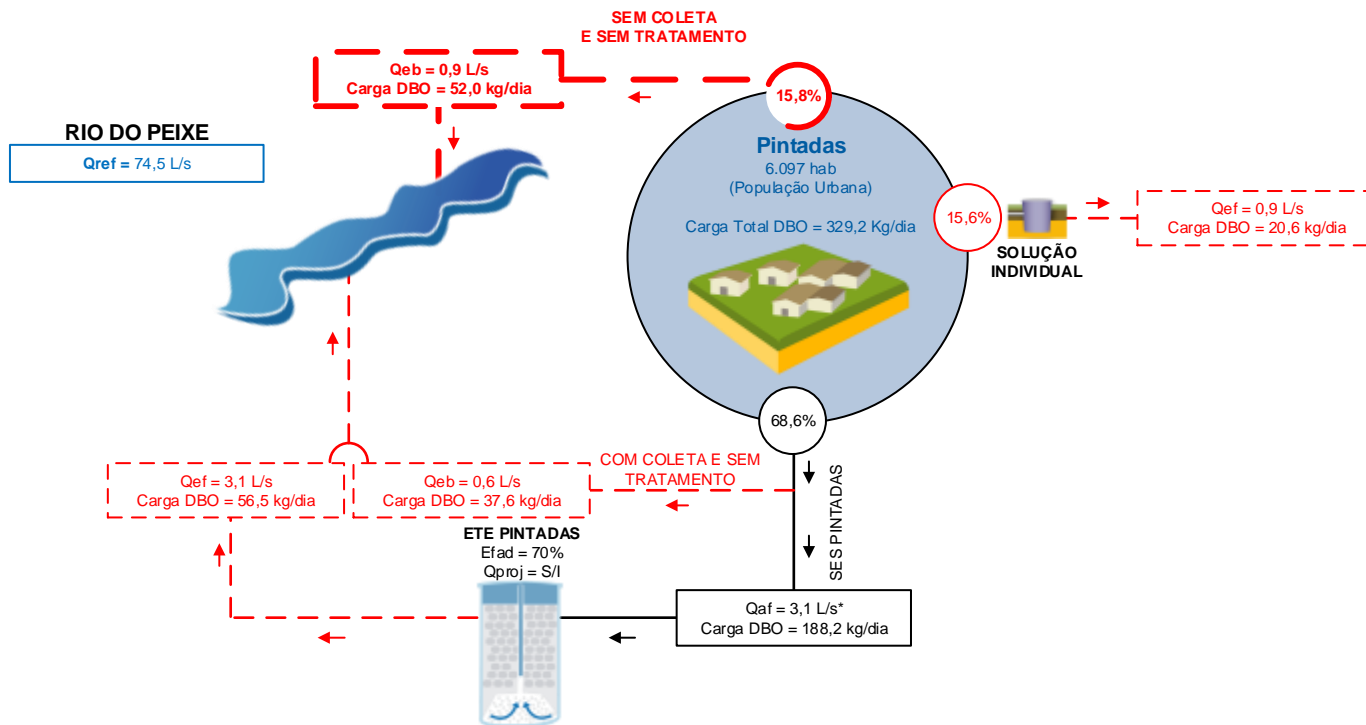 SEM COLETA
E SEM TRATAMENTO
Qeb = 0,9 L/s
Carga DBO = 52,0 kg/dia
15,8%
RIO DO PEIXE
Qref = 74,5 L/s
Pintadas
6.097 hab
(População Urbana)
Carga Total DBO = 329,2 Kg/dia
15,6%
SOLUÇÃO
INDIVIDUAL
Qef = 0,9 L/s
Carga DBO = 20,6 kg/dia
68,6%
COM COLETA E SEM
TRATAMENTO
Qef = 3,1 L/s
Carga DBO = 56,5 kg/dia
Qeb = 0,6 L/s
Carga DBO = 37,6 kg/dia
SES PINTADAS
ETE PINTADAS
Efad = 70%
Qproj = S/I
Qaf = 3,1 L/s*
Carga DBO = 188,2 kg/dia